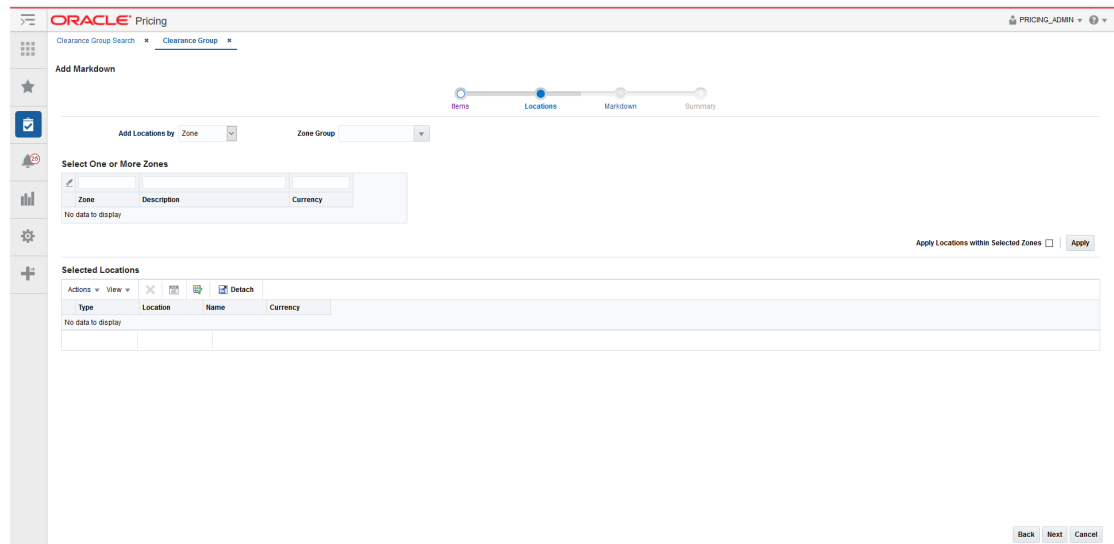 ORACLE® Pricing
PRICING_ADMIN
Clearance Group Search
Clearance Group
Add Markdown
Items Locations Markdown Summary
26
Add Locations by Zone Zone Group
Select One or More Zones
Zone Description Currency
No data to display
Apply Locations within Selected Zones Apply
Selected Locations
Actions View Detach
Type Location Name Currency
No data to display
Back Next Cancel